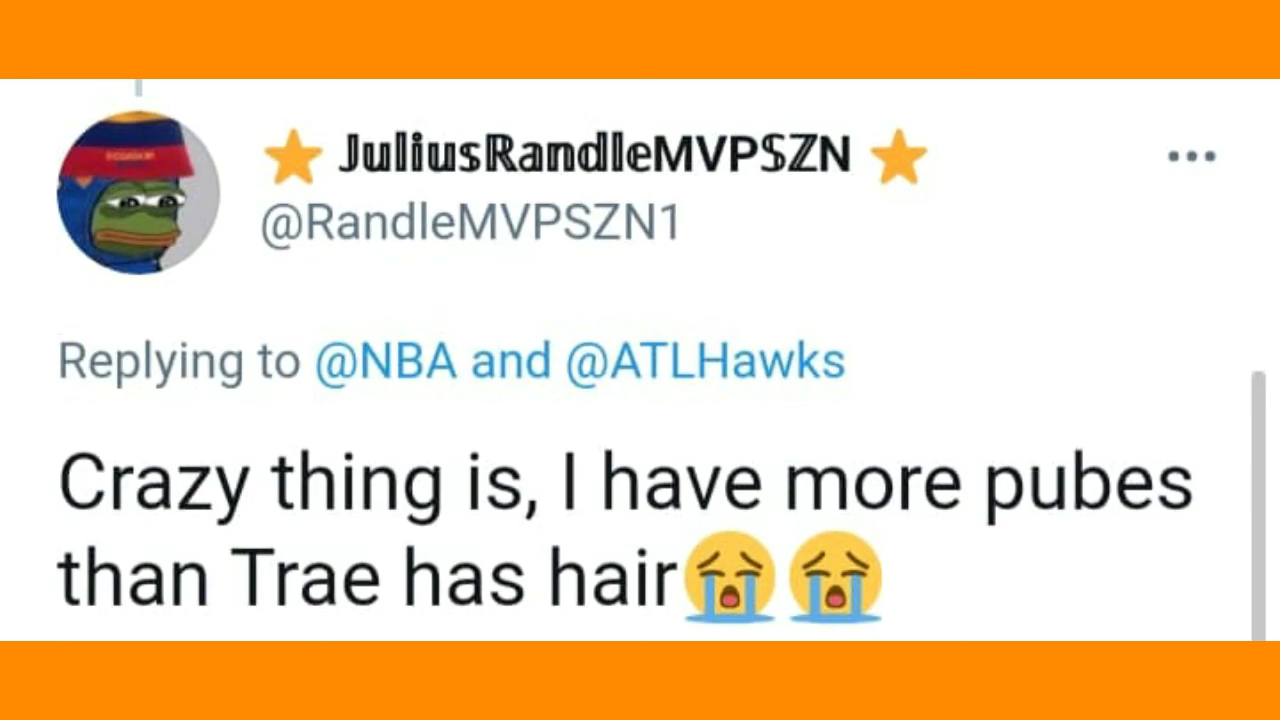 ⭐ JuliusRandleMVPSZN ⭐
@RandleMVPSZN1
Replying to @NBA and @ATLHawks
Crazy thing is, I have more pubes
than Trae has hair😭😭